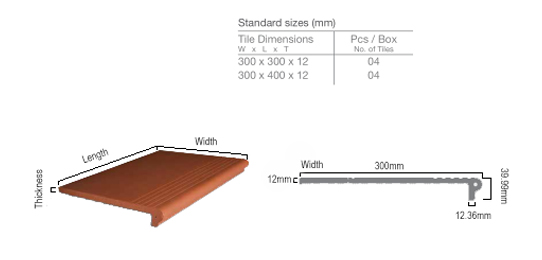 Standard sizes (mm)
Tile Dimensions Pcs / Box
W x L x T No. of Tiles
300 x 300 x 12 04
300 x 400 x 12 04
Length
Width
Thickness
Width 300mm
12mm
39.99mm
12.36mm